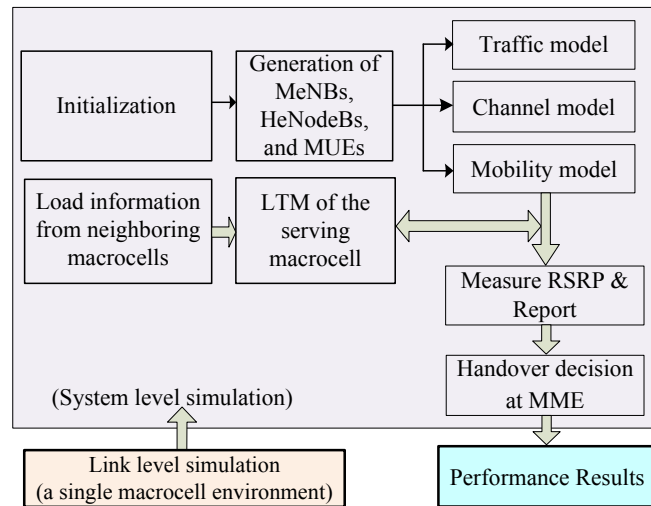 Initialization
Generation of
MeNBs,
HeNodeBs,
and MUEs
Traffic model
Channel model
Mobility model
Load information
from neighboring
macrocells
LTM of the
serving
macrocell
Measure RSRP &
Report
Handover decision
at MME
(System level simulation)
Link level simulation
(a single macrocell environment)
Performance Results